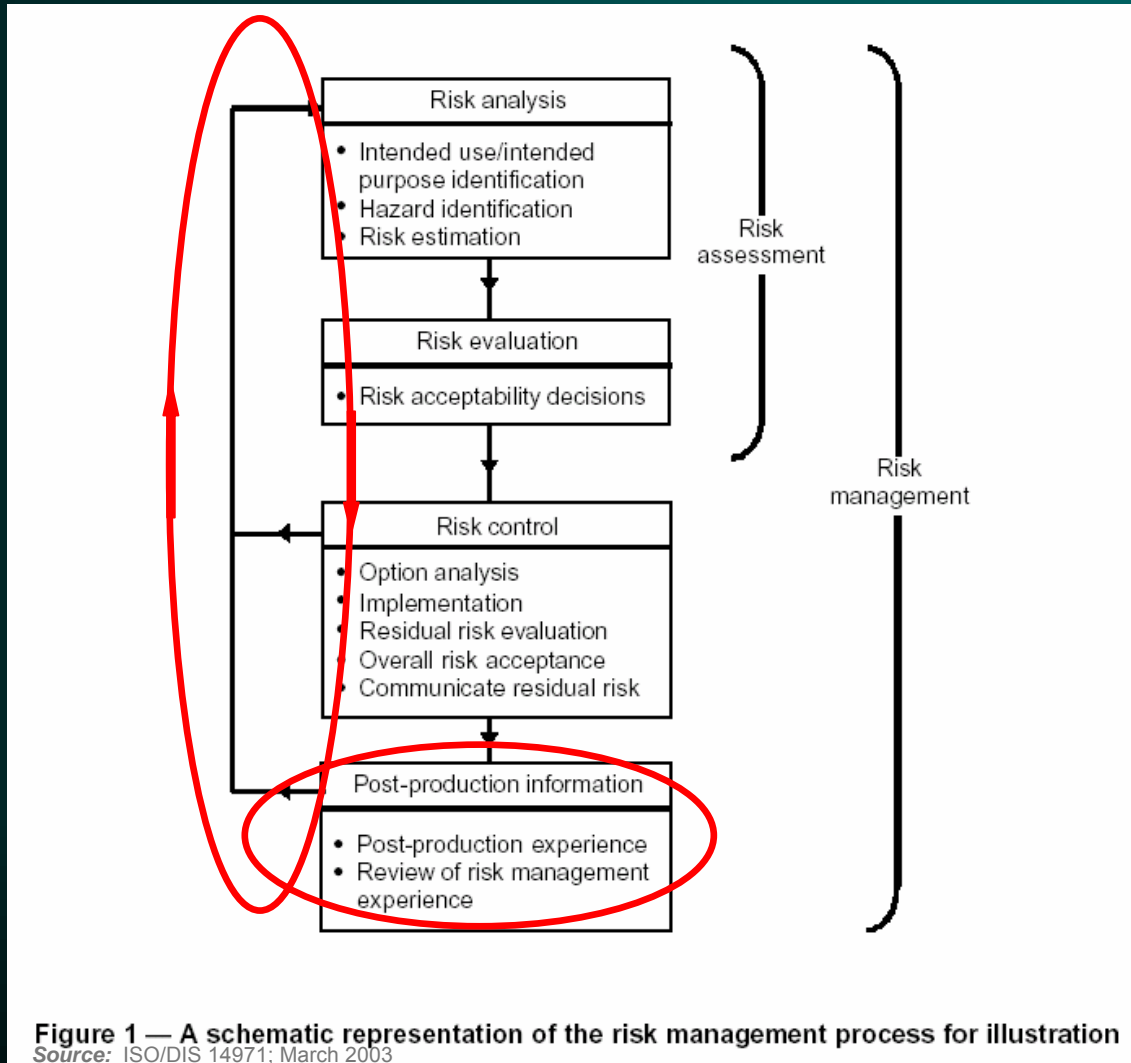 Risk analysis
• Intended use/intended
purpose identification
• Hazard identification
• Risk estimation
Risk
assessment
Risk evaluation
• Risk acceptability decisions
Risk
management
Risk control
• Option analysis
• Implementation
• Residual risk evaluation
• Overall risk acceptance
• Communicate residual risk
Post-production information
• Post-production experience
• Review of risk management
experience
Figure 1 — A schematic representation of the risk management process for illustration
Source: ISO/DIS 14971; March 2003